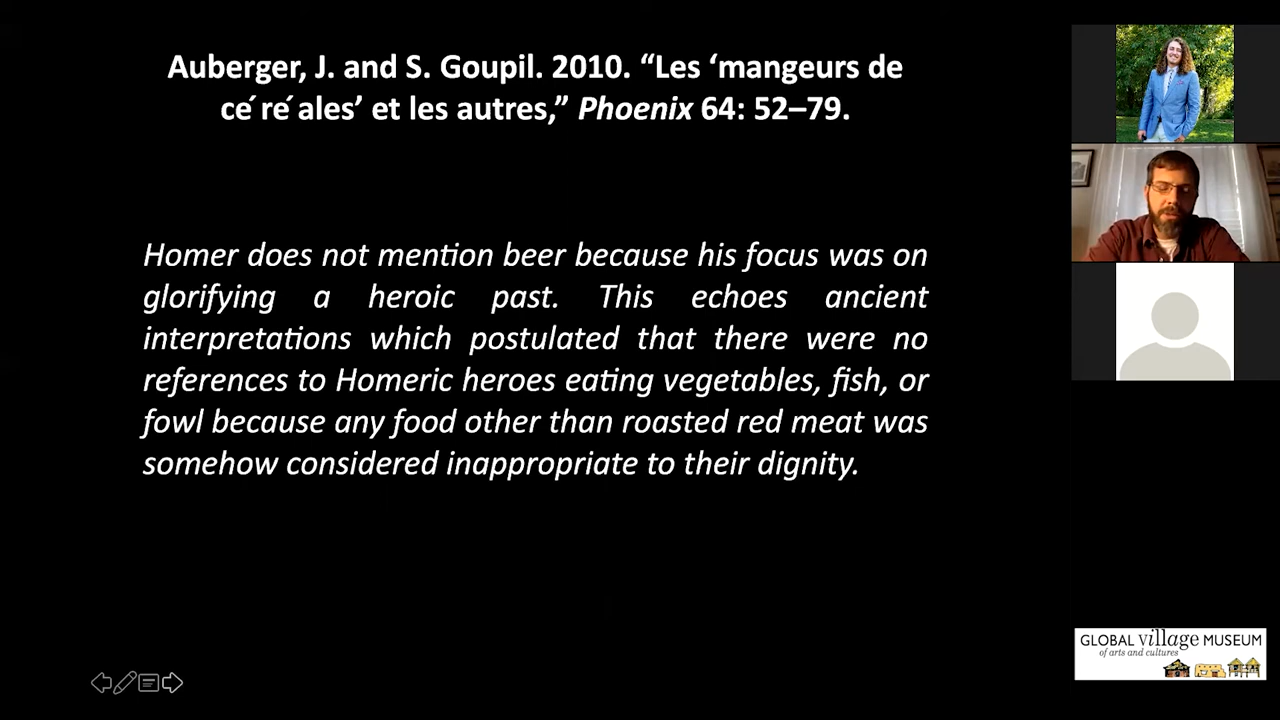 Auberger, J. and S. Goupil. 2010. “Les ‘mangeurs de
ce ́re ́ales’ et les autres,” Phoenix 64: 52–79.
Homer does not mention beer because his focus was on
glorifying a heroic past. This echoes ancient
interpretations which postulated that there were no
references to Homeric heroes eating vegetables, fish, or
fowl because any food other than roasted red meat was
somehow considered inappropriate to their dignity.
GLOBAL village MUSEUM
of arts and cultures